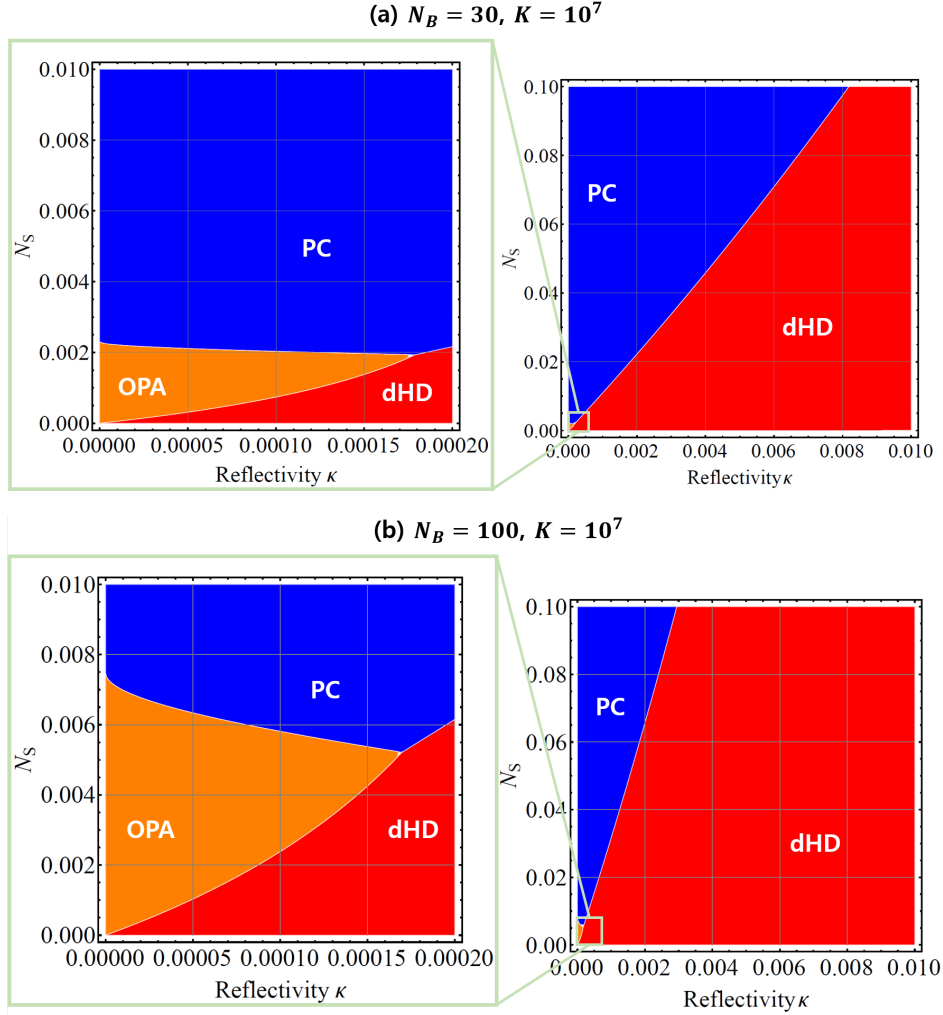 (a) N_B = 30, K = 10^7
0.010
0.008
0.006
0.004
0.002
0.000
N_S
PC
OPA
dHD
0.00000 0.00005 0.00010 0.00015 0.00020
Reflectivity κ
0.10
0.08
0.06
0.04
0.02
0.00
N_S
PC
dHD
0.000 0.002 0.004 0.006 0.008 0.010
Reflectivity κ
(b) N_B = 100, K = 10^7
0.010
0.008
0.006
0.004
0.002
0.000
N_S
PC
OPA
dHD
0.00000 0.00005 0.00010 0.00015 0.00020
Reflectivity κ
0.10
0.08
0.06
0.04
0.02
0.00
N_S
PC
dHD
0.000 0.002 0.004 0.006 0.008 0.010
Reflectivity κ